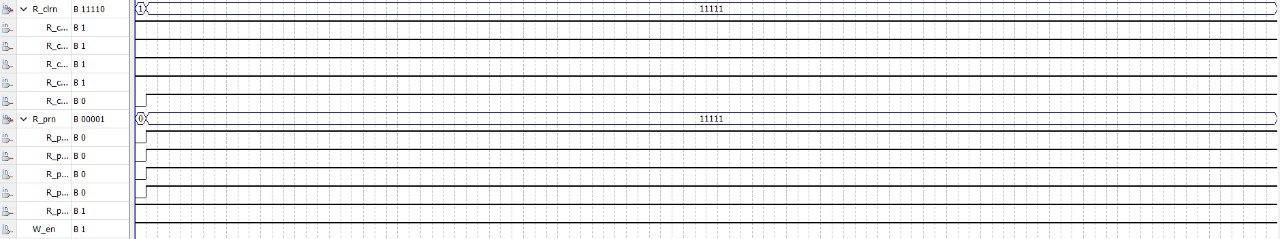 R_clrn B 11110 1 11111
R_c... B 1
R_c... B 1
R_c... B 1
R_c... B 1
R_c... B 0
R_prn B 00001 0 11111
R_p... B 0
R_p... B 0
R_p... B 0
R_p... B 0
R_p... B 1
W_en B 1